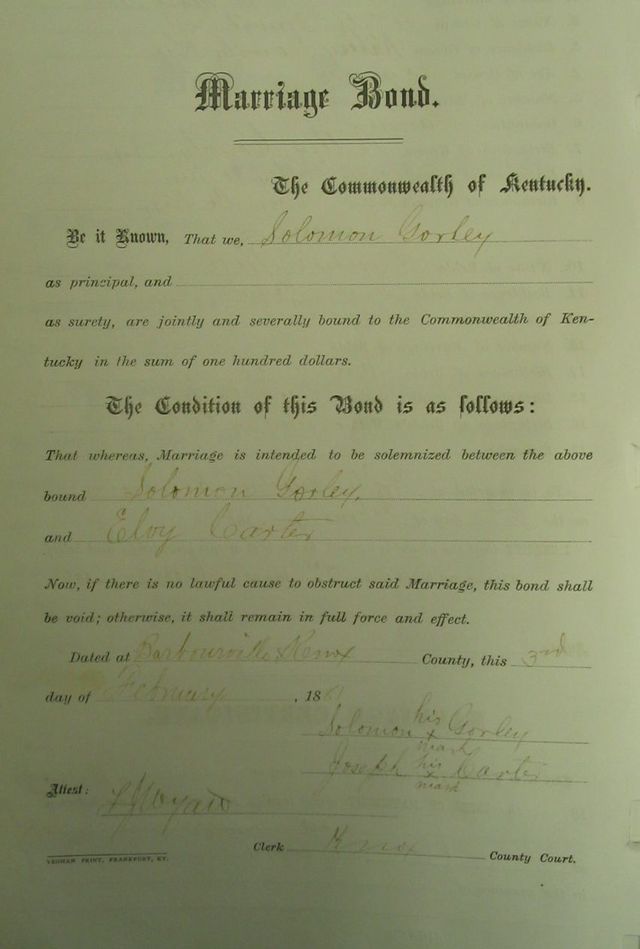 Marriage Bond.
The Commonwealth of Kentucky.
Be it Known, That we, Solomon Gorley
as principal, and
as surety, are jointly and severally bound to the Commonwealth of Ken-
tucky in the sum of one hundred dollars.
The Condition of this Bond is as follows:
That whereas, Marriage is intended to be solemnized between the above
bound Solomon Gorley,
and Elvy Carter
Now, if there is no lawful cause to obstruct said Marriage, this bond shall
be void; otherwise, it shall remain in full force and effect.
Dated at Barbourville Knox County, this 3rd
day of February, 18
his
Solomon x Gorley
mark
his
Joseph x Carter
mark
Attest:
Clerk Knox County Court.
YEOMAN PRINT, FRANKFORT, KY.